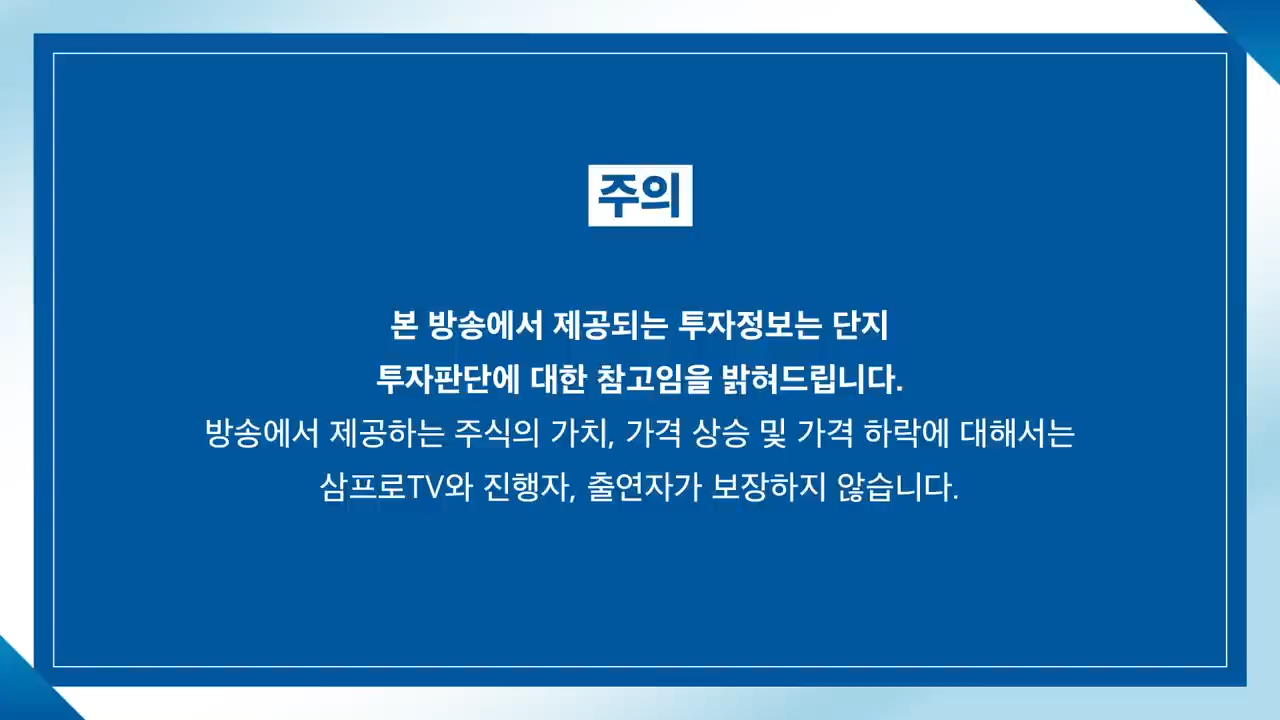 주의
본 방송에서 제공되는 투자정보는 단지
투자판단에 대한 참고임을 밝혀드립니다.
방송에서 제공하는 주식의 가치, 가격 상승 및 가격 하락에 대해서는
삼프로TV와 진행자, 출연자가 보장하지 않습니다.